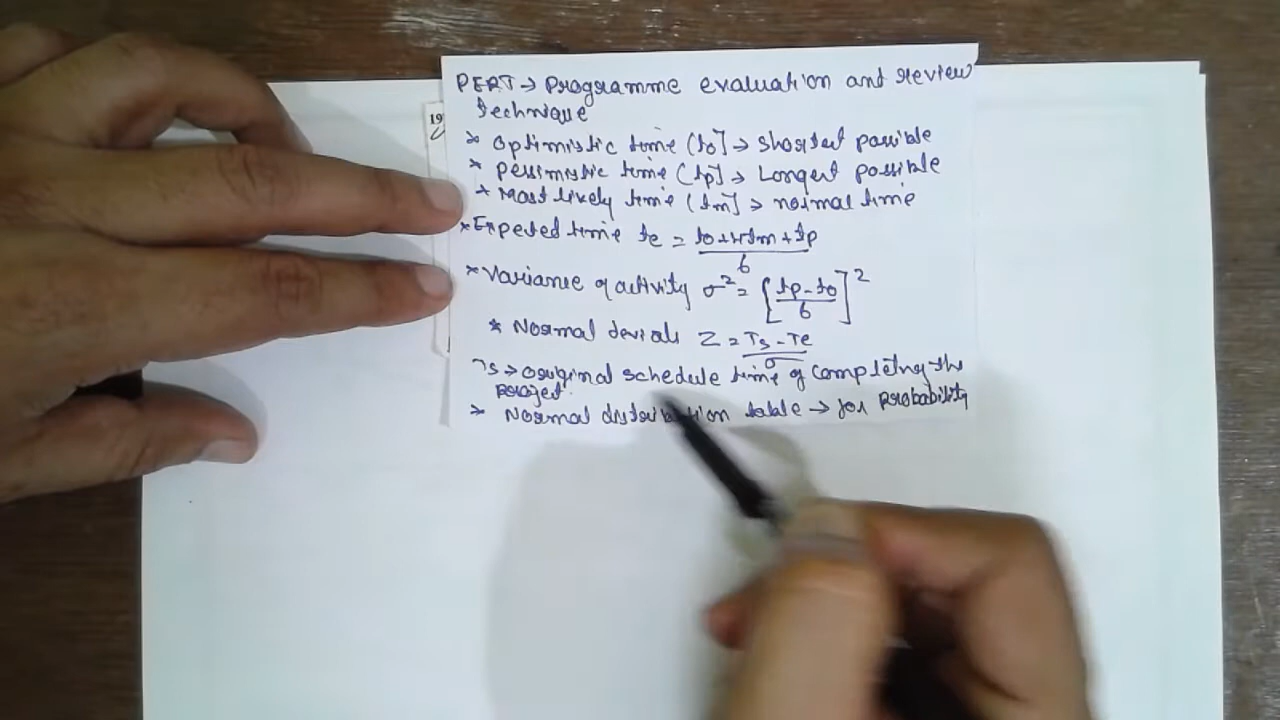 19
PERT → Programme evaluation and review
technique
* Optimistic time (to] → shortest possible
* pessimistic time (tp] → Longest possible
* Most likely time (tm] > normal time
* Expected time te = to+4tm+tp / 6
* Variance of activity σ² = [tp-to / 6]²
* Normal deviate Z = Ts - Te / σ
Ts → original schedule time of completing the
project.
* Normal distribution table → for probability